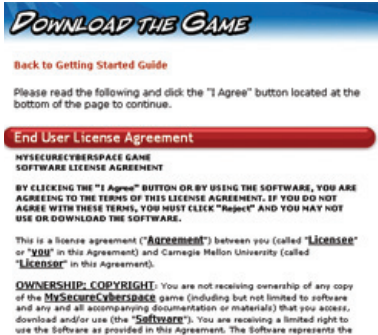 DOWNLOAD THE GAME
Back to Getting Started Guide
Please read the following and click the "I Agree" button located at the
bottom of the page to continue.
End User License Agreement
MYSECURECYBERSPACE GAME
SOFTWARE LICENSE AGREEMENT
BY CLICKING THE "I Agree" BUTTON OR BY USING THE SOFTWARE, YOU ARE
AGREEING TO THE TERMS OF THIS LICENSE AGREEMENT. IF YOU DO NOT
AGREE WITH THESE TERMS, YOU MUST CLICK "Reject" AND YOU MAY NOT
USE OR DOWNLOAD THE SOFTWARE.
This is a license agreement ("Agreement") between you (called "Licensee"
or "you" in this Agreement) and Carnegie Mellon University (called
"Licensor" in this Agreement).
OWNERSHIP; COPYRIGHT: You are not receiving ownership of any copy
of the MySecureCyberspace game (including but not limited to software
and any and all accompanying documentation or materials) that you access,
download and/or use (the "Software"). You are receiving a limited right to
use the Software as provided in this Agreement. The Software represents the